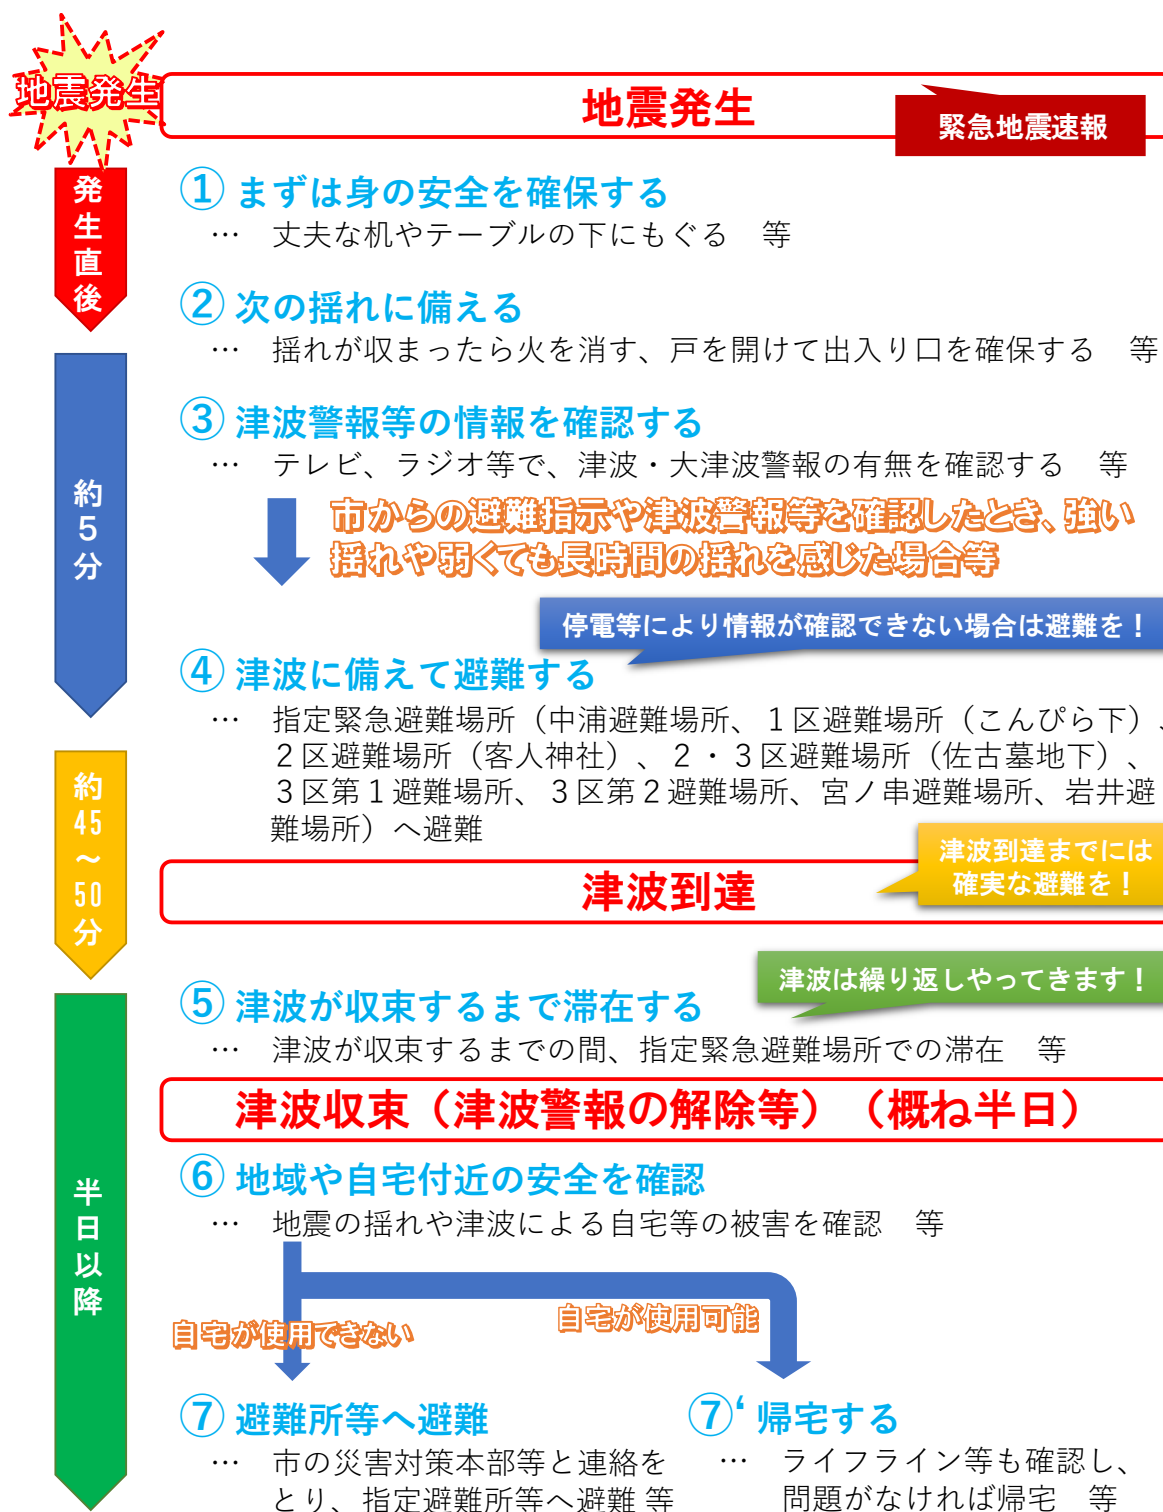 地震発生
地震発生
緊急地震速報
発生直後
① まずは身の安全を確保する
… 丈夫な机やテーブルの下にもぐる 等
② 次の揺れに備える
… 揺れが収まったら火を消す、戸を開けて出入り口を確保する 等
約5分
③ 津波警報等の情報を確認する
… テレビ、ラジオ等で、津波・大津波警報の有無を確認する 等
市からの避難指示や津波警報等を確認したとき、強い
揺れや弱くても長時間の揺れを感じた場合等
停電等により情報が確認できない場合は避難を！
④ 津波に備えて避難する
… 指定緊急避難場所（中浦避難場所、１区避難場所（こんぴら下）、
２区避難場所（客人神社）、２・３区避難場所（佐古墓地下）、
３区第１避難場所、３区第２避難場所、宮ノ串避難場所、岩井避
難場所）へ避難
約45～50分
津波到達までには
確実な避難を！
津波到達
津波は繰り返しやってきます！
⑤ 津波が収束するまで滞在する
… 津波が収束するまでの間、指定緊急避難場所での滞在 等
津波収束（津波警報の解除等）（概ね半日）
半日以降
⑥ 地域や自宅付近の安全を確認
… 地震の揺れや津波による自宅等の被害を確認 等
自宅が使用できない
自宅が使用可能
⑦ 避難所等へ避難
… 市の災害対策本部等と連絡を
とり、指定避難所等へ避難 等
⑦‘ 帰宅する
… ライフライン等も確認し、
問題がなければ帰宅 等